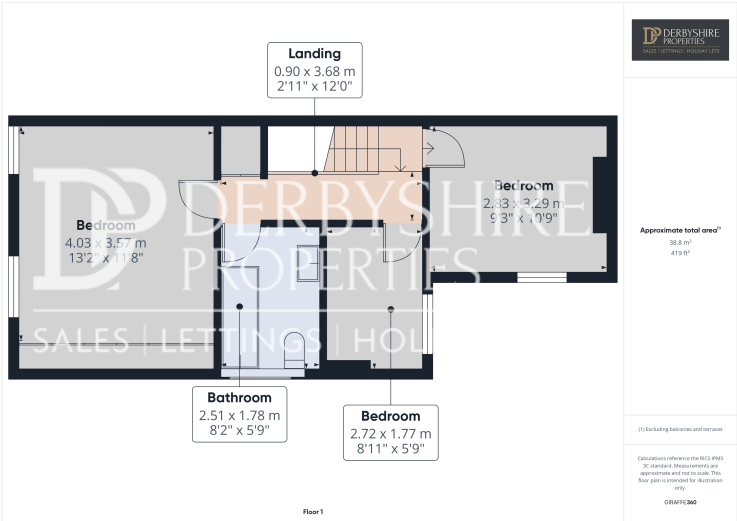 Landing
0.90 x 3.68 m
2'11" x 12'0"
DERBYSHIRE
PROPERTIES
SALES | LETTINGS | HOLIDAY LETS
Bedroom
4.03 x 3.57 m
13'2" x 11'8"
Bedroom
2.83 x 3.29 m
9'3" x 10'9"
DERBYSHIRE
PROPERTIES
SALES | LETTINGS | HOL
Approximate total area(1)
38.8 m²
419 ft²
Bathroom
2.51 x 1.78 m
8'2" x 5'9"
Bedroom
2.72 x 1.77 m
8'11" x 5'9"
(1) Excluding balconies and terraces
Calculations reference the RICS IPMS
3C standard. Measurements are
approximate and not to scale. This
floor plan is intended for illustration
only.
GIRAFFE360
Floor 1